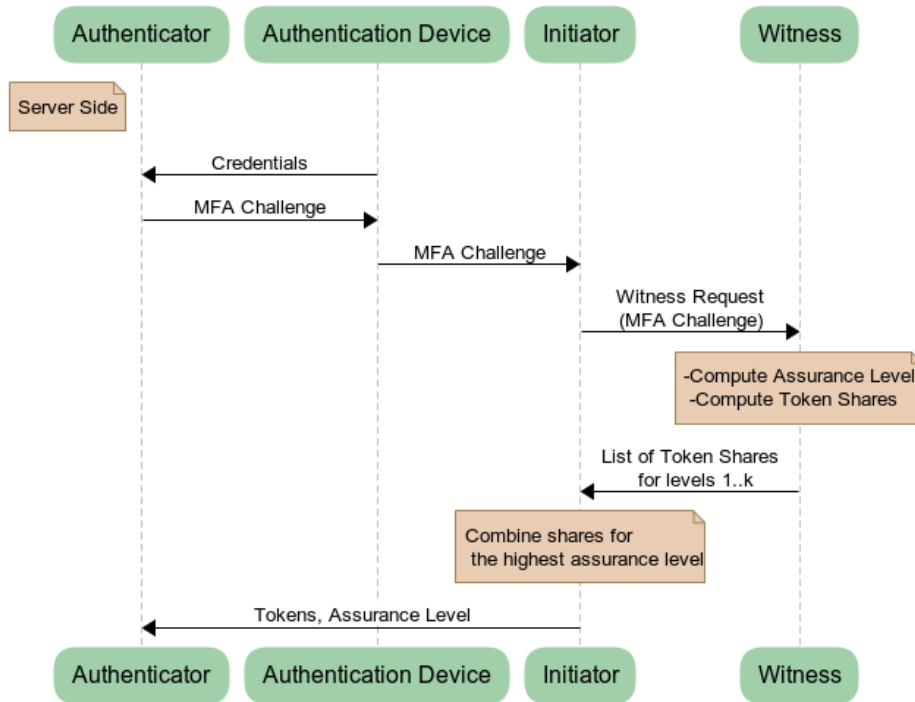 Authenticator
Authentication Device
Initiator
Witness
Server Side
Credentials
MFA Challenge
MFA Challenge
Witness Request
(MFA Challenge)
-Compute Assurance Level
-Compute Token Shares
List of Token Shares
for levels 1..k
Combine shares for
the highest assurance level
Tokens, Assurance Level
Authenticator
Authentication Device
Initiator
Witness